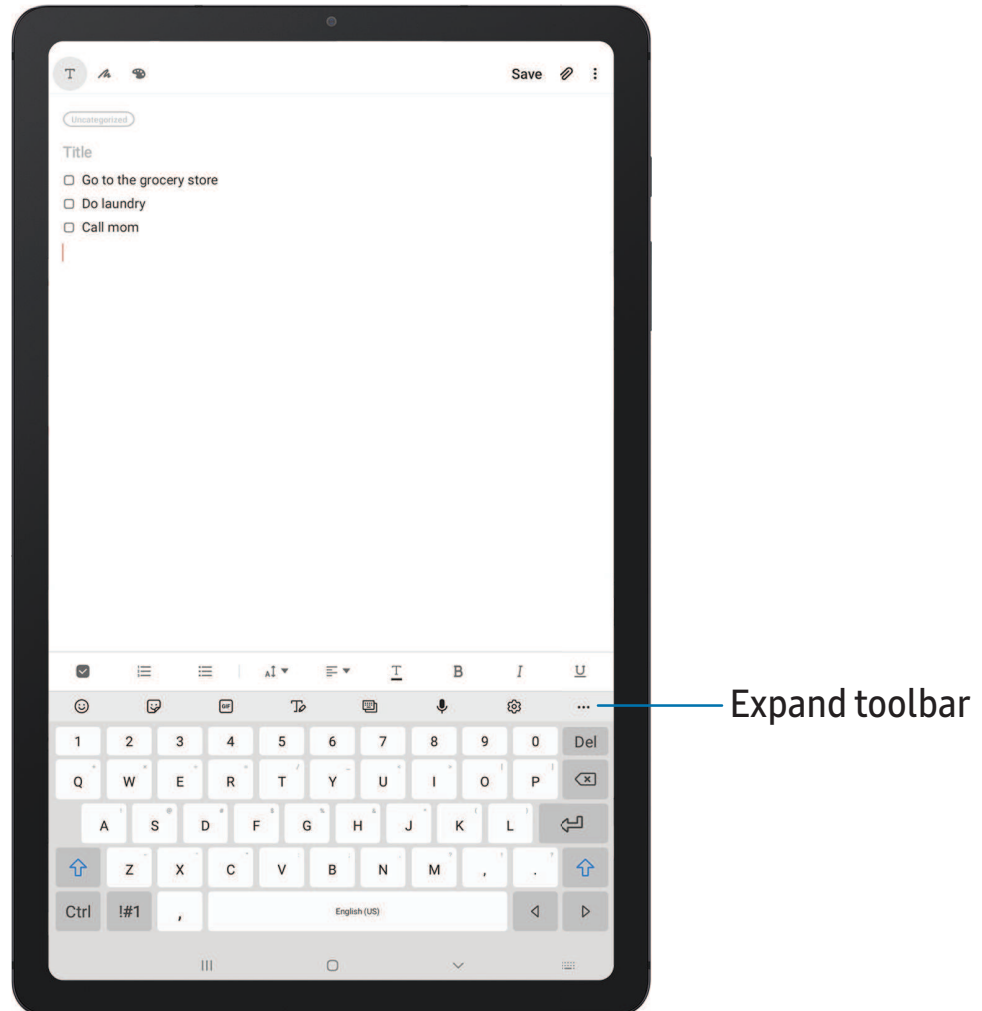 T Save
Uncategorized
Title
Go to the grocery store
Do laundry
Call mom
A T B I U
GIF T
Expand toolbar
1 2 3 4 5 6 7 8 9 0 Del
Q W E R T Y U I O P
A S D F G H J K L
Z X C V B N M , .
Ctrl !#1 , English (US)